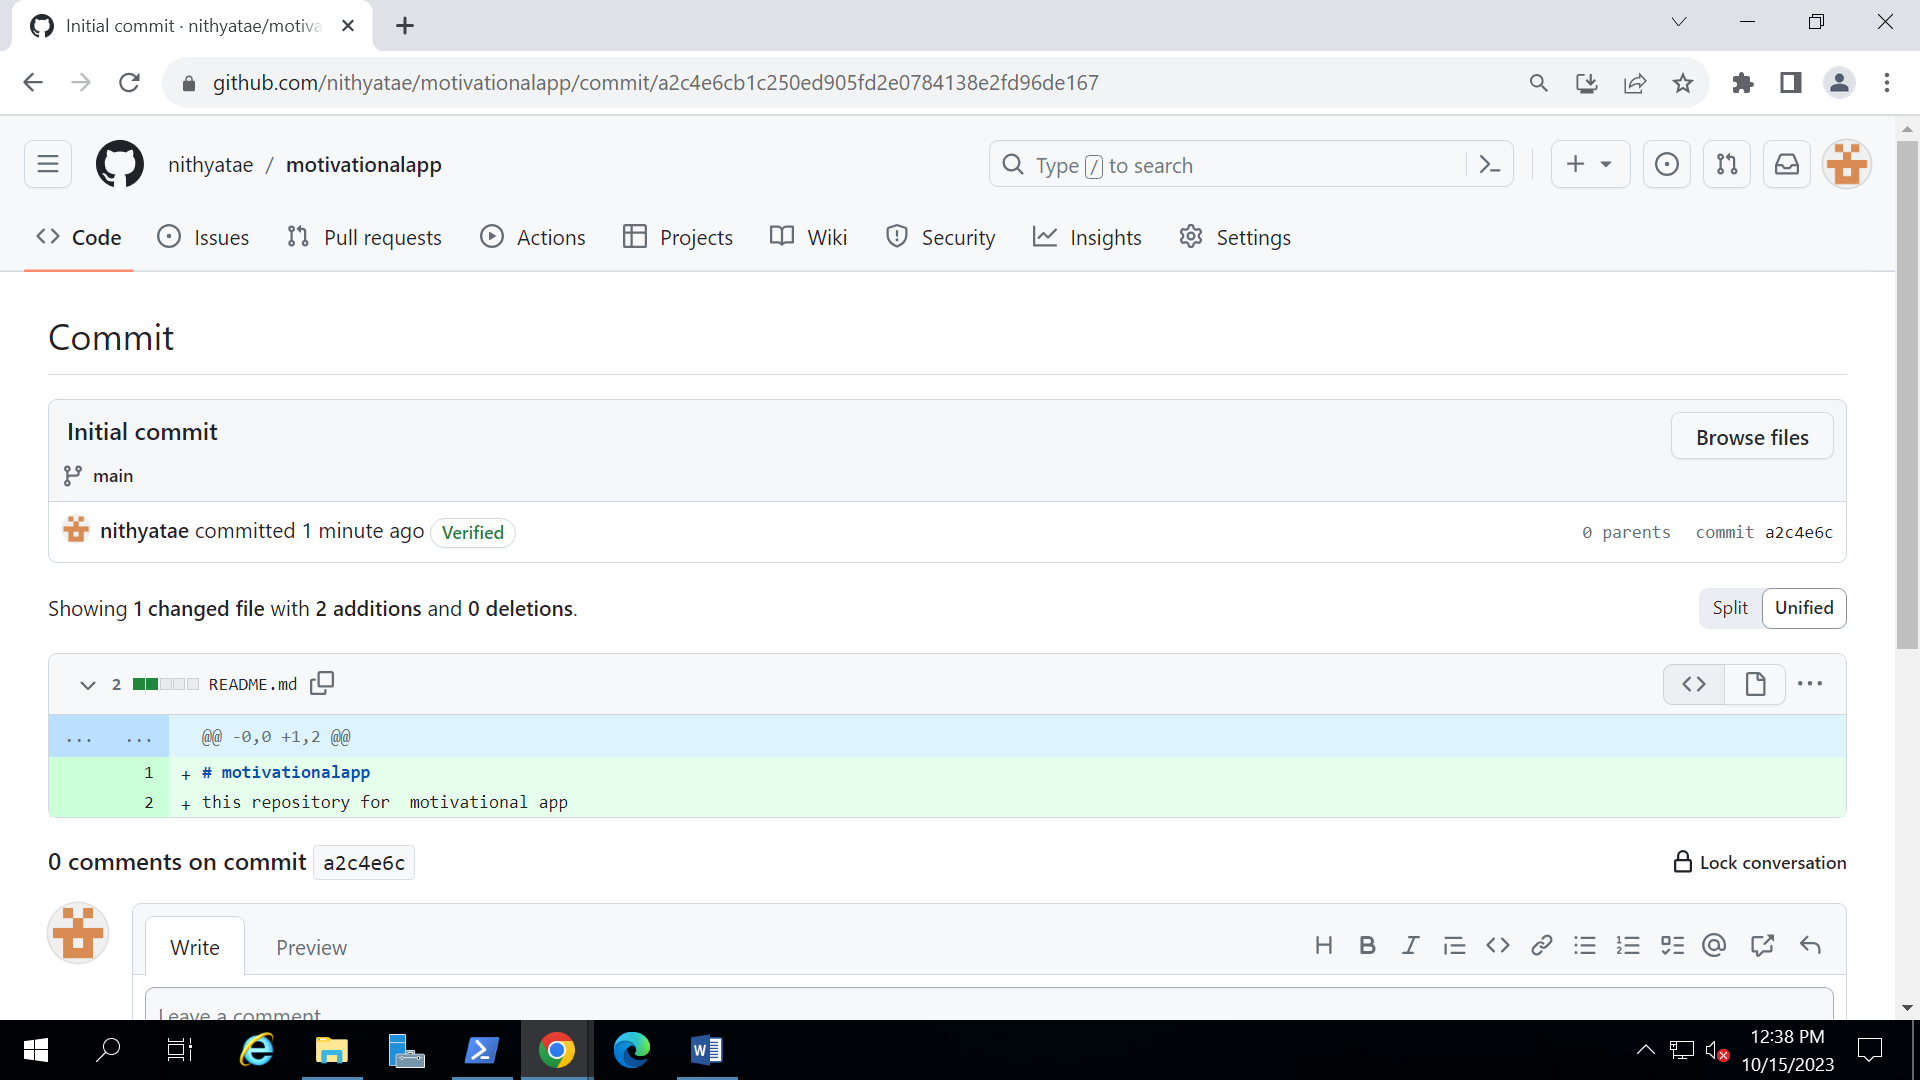 Initial commit · nithyatae/motiva
github.com/nithyatae/motivationalapp/commit/a2c4e6cb1c250ed905fd2e0784138e2fd96de167
nithyatae / motivationalapp
Type / to search
Code Issues Pull requests Actions Projects Wiki Security Insights Settings
Commit
Initial commit
Browse files
main
nithyatae committed 1 minute ago Verified
0 parents commit a2c4e6c
Showing 1 changed file with 2 additions and 0 deletions.
Split Unified
2 README.md
... ... @@ -0,0 +1,2 @@
1 + # motivationalapp
2 + this repository for  motivational app
0 comments on commit a2c4e6c
Lock conversation
Write Preview
Leave a comment
12:38 PM
10/15/2023